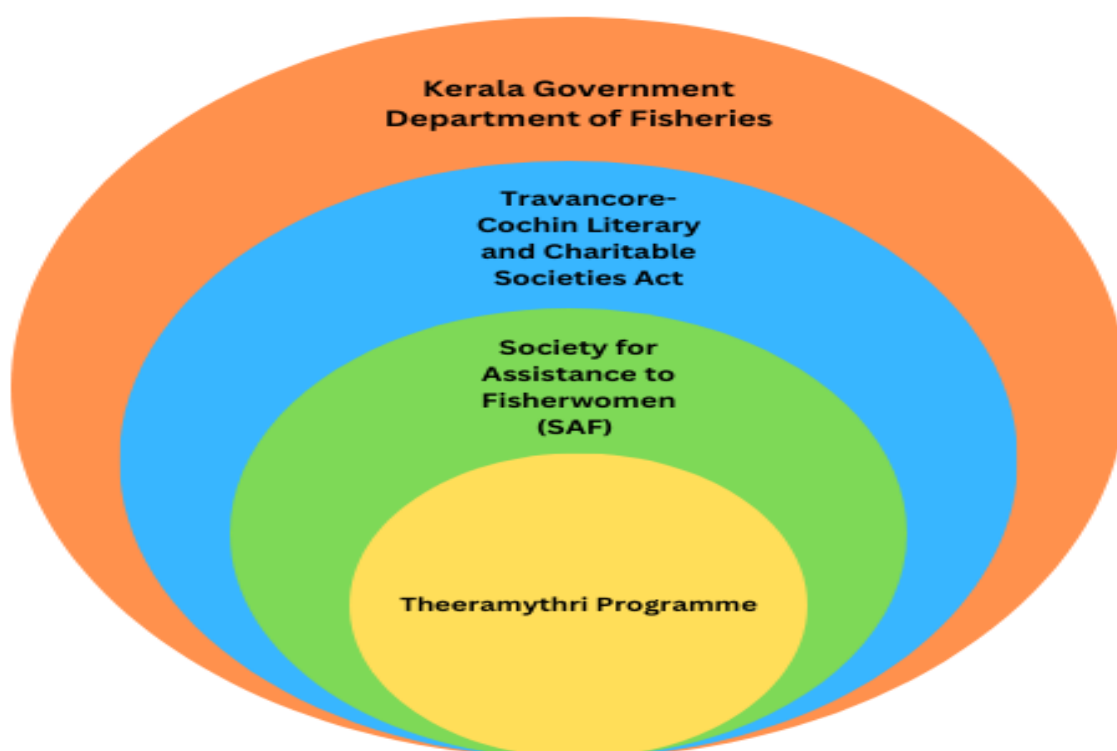 Kerala Government
Department of Fisheries
Travancore-
Cochin Literary
and Charitable
Societies Act
Society for
Assistance to
Fisherwomen
(SAF)
Theeramythri Programme